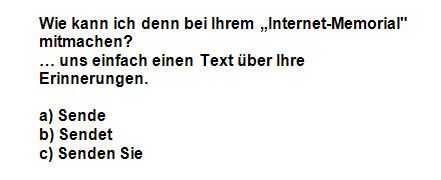 Wie kann ich denn bei Ihrem „Internet-Memorial"
mitmachen?
… uns einfach einen Text über Ihre
Erinnerungen.
a) Sende
b) Sendet
c) Senden Sie